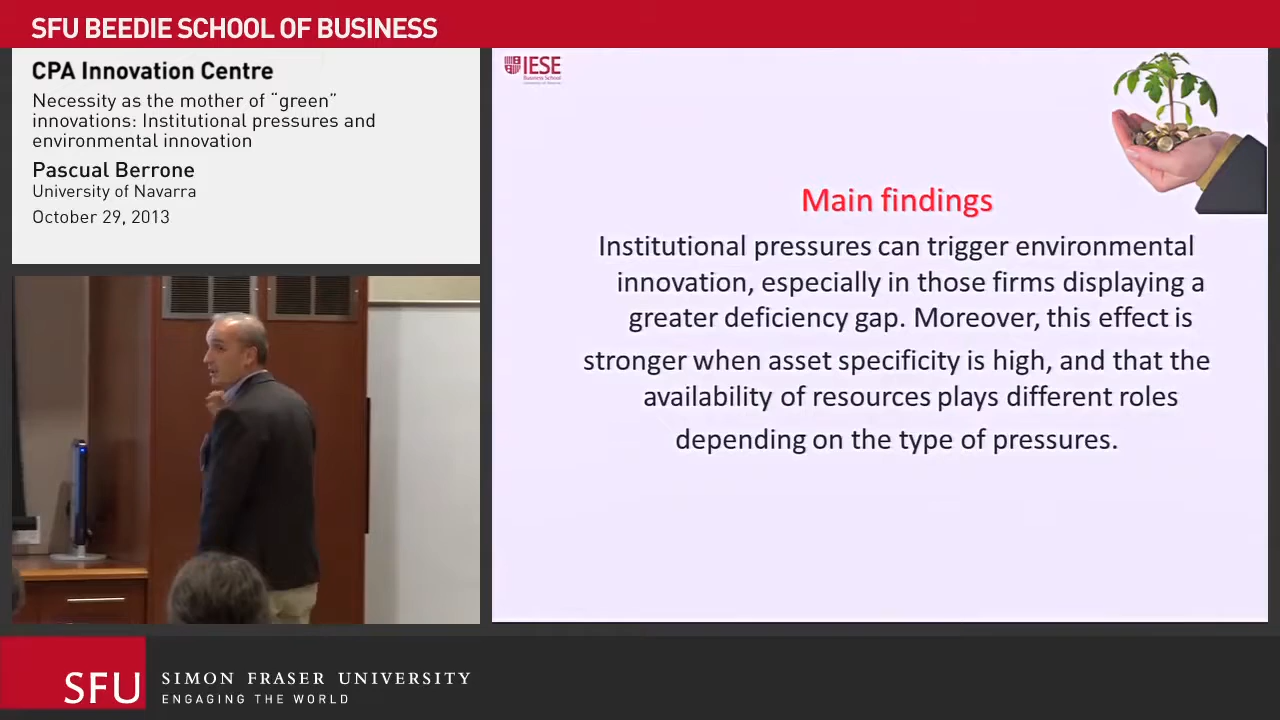 SFU BEEDIE SCHOOL OF BUSINESS
CPA Innovation Centre
Necessity as the mother of “green”
innovations: Institutional pressures and
environmental innovation
Pascual Berrone
University of Navarra
October 29, 2013
IESE
Business School
Main findings
Institutional pressures can trigger environmental
innovation, especially in those firms displaying a
greater deficiency gap. Moreover, this effect is
stronger when asset specificity is high, and that the
availability of resources plays different roles
depending on the type of pressures.
SFU
SIMON FRASER UNIVERSITY
ENGAGING THE WORLD